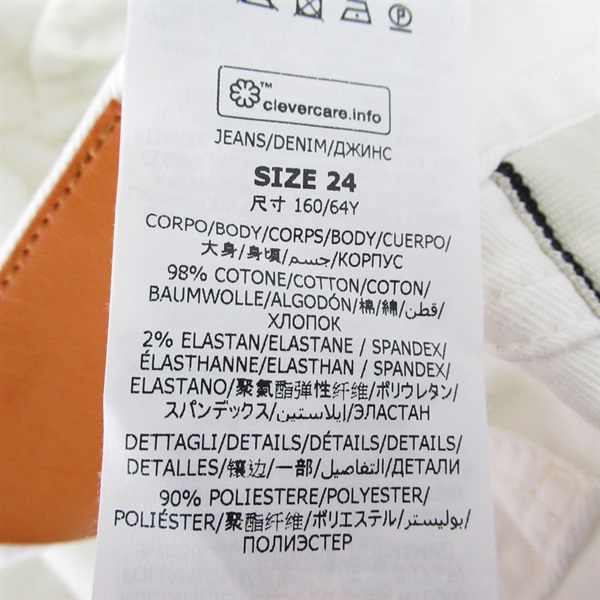 ™
clevercare.info
JEANS/DENIM/ДЖИНС
SIZE 24
尺寸 160/64Y
CORPO/BODY/CORPS/BODY/CUERPO/
大身/身頃/جسم/КОРПУС
98% COTONE/COTTON/COTON/
BAUMWOLLE/ALGODÓN/棉/綿/قطن/
ХЛОПОК
2% ELASTAN/ELASTANE / SPANDEX/
ÉLASTHANNE/ELASTHAN / SPANDEX/
ELASTANO/聚氨酯弹性纤维/ポリウレタン/
スパンデックス/ايلاستين/ЭЛАСТАН
DETTAGLI/DETAILS/DÉTAILS/DETAILS/
DETALLES/镶边/一部/التفاصيل/ДЕТАЛИ
90% POLIESTERE/POLYESTER/
POLIÉSTER/聚酯纤维/ポリエステル/بوليستر/
ПОЛИЭСТЕР